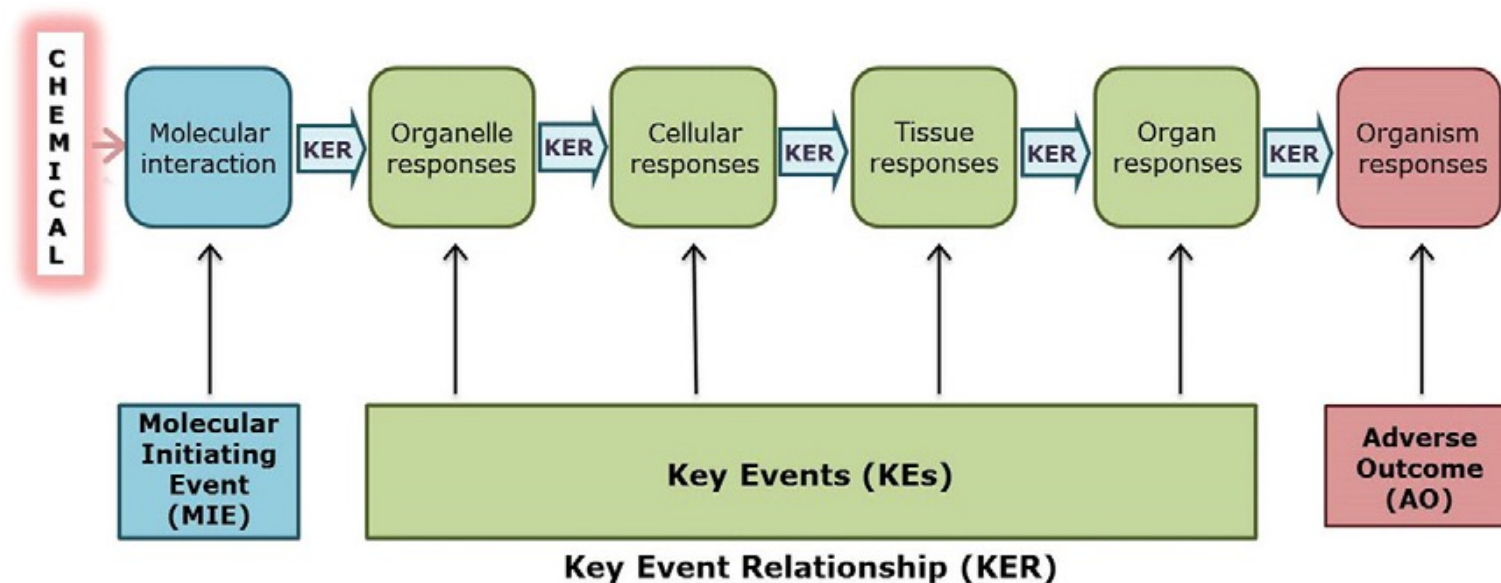 CHEMICAL
Molecular
interaction
KER
Organelle
responses
KER
Cellular
responses
KER
Tissue
responses
KER
Organ
responses
KER
Organism
responses
Molecular
Initiating
Event
(MIE)
Key Events (KEs)
Adverse
Outcome
(AO)
Key Event Relationship (KER)